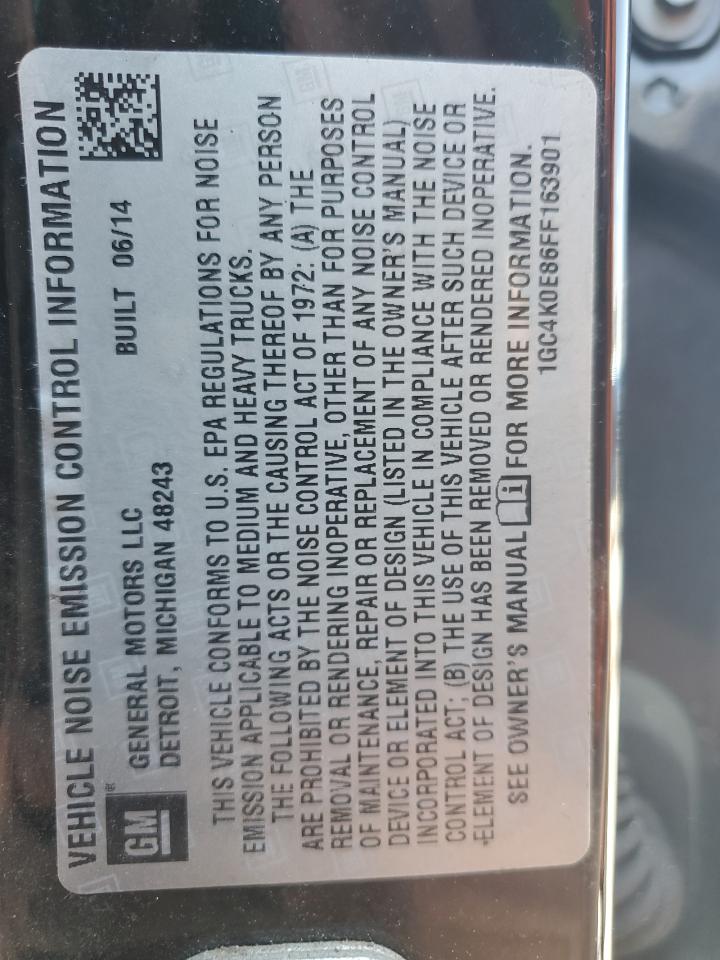 VEHICLE NOISE EMISSION CONTROL INFORMATION
GM
GENERAL MOTORS LLC
DETROIT, MICHIGAN 48243
BUILT 06/14
THIS VEHICLE CONFORMS TO U.S. EPA REGULATIONS FOR NOISE
EMISSION APPLICABLE TO MEDIUM AND HEAVY TRUCKS.
THE FOLLOWING ACTS OR THE CAUSING THEREOF BY ANY PERSON
ARE PROHIBITED BY THE NOISE CONTROL ACT OF 1972: (A) THE
REMOVAL OR RENDERING INOPERATIVE, OTHER THAN FOR PURPOSES
OF MAINTENANCE, REPAIR OR REPLACEMENT OF ANY NOISE CONTROL
DEVICE OR ELEMENT OF DESIGN (LISTED IN THE OWNER'S MANUAL)
INCORPORATED INTO THIS VEHICLE IN COMPLIANCE WITH THE NOISE
CONTROL ACT; (B) THE USE OF THIS VEHICLE AFTER SUCH DEVICE OR
ELEMENT OF DESIGN HAS BEEN REMOVED OR RENDERED INOPERATIVE.
SEE OWNER'S MANUAL FOR MORE INFORMATION.
1GC4K0E86FF163901